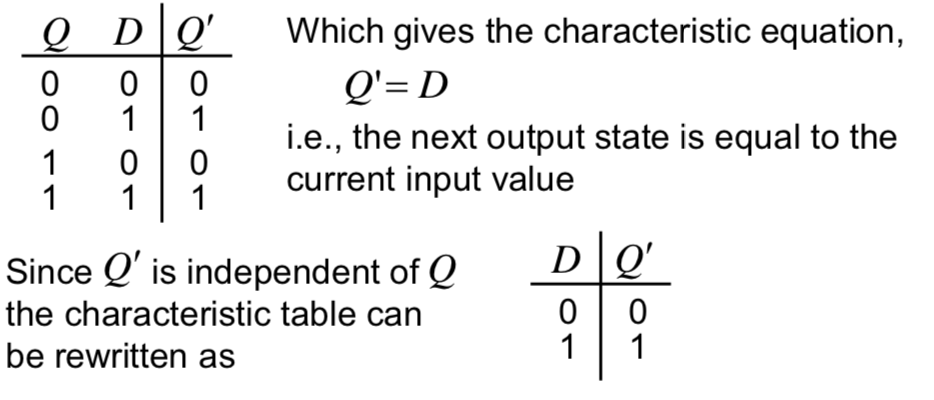 Q D Q'
0 0 0
0 1 1
1 0 0
1 1 1
Which gives the characteristic equation,
Q'= D
i.e., the next output state is equal to the
current input value
Since Q' is independent of Q
the characteristic table can
be rewritten as
D Q'
0 0
1 1